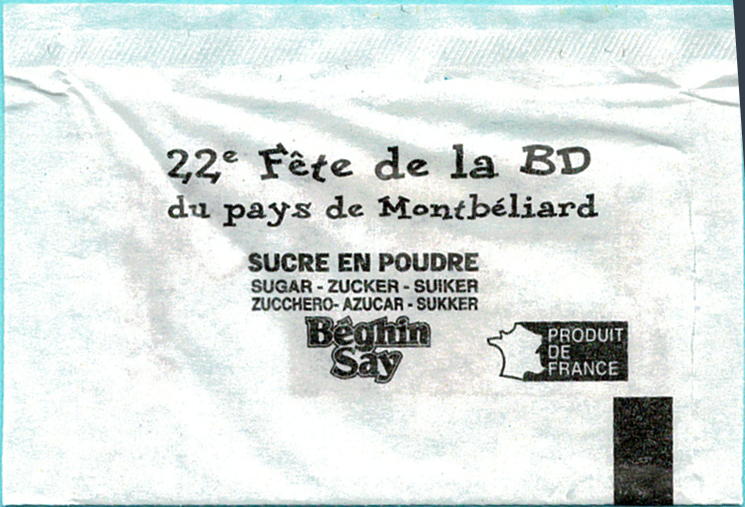 22e Fête de la BD
du pays de Montbéliard
SUCRE EN POUDRE
SUGAR - ZUCKER - SUIKER
ZUCCHERO- AZUCAR - SUKKER
Béghin
Say
PRODUIT
DE
FRANCE